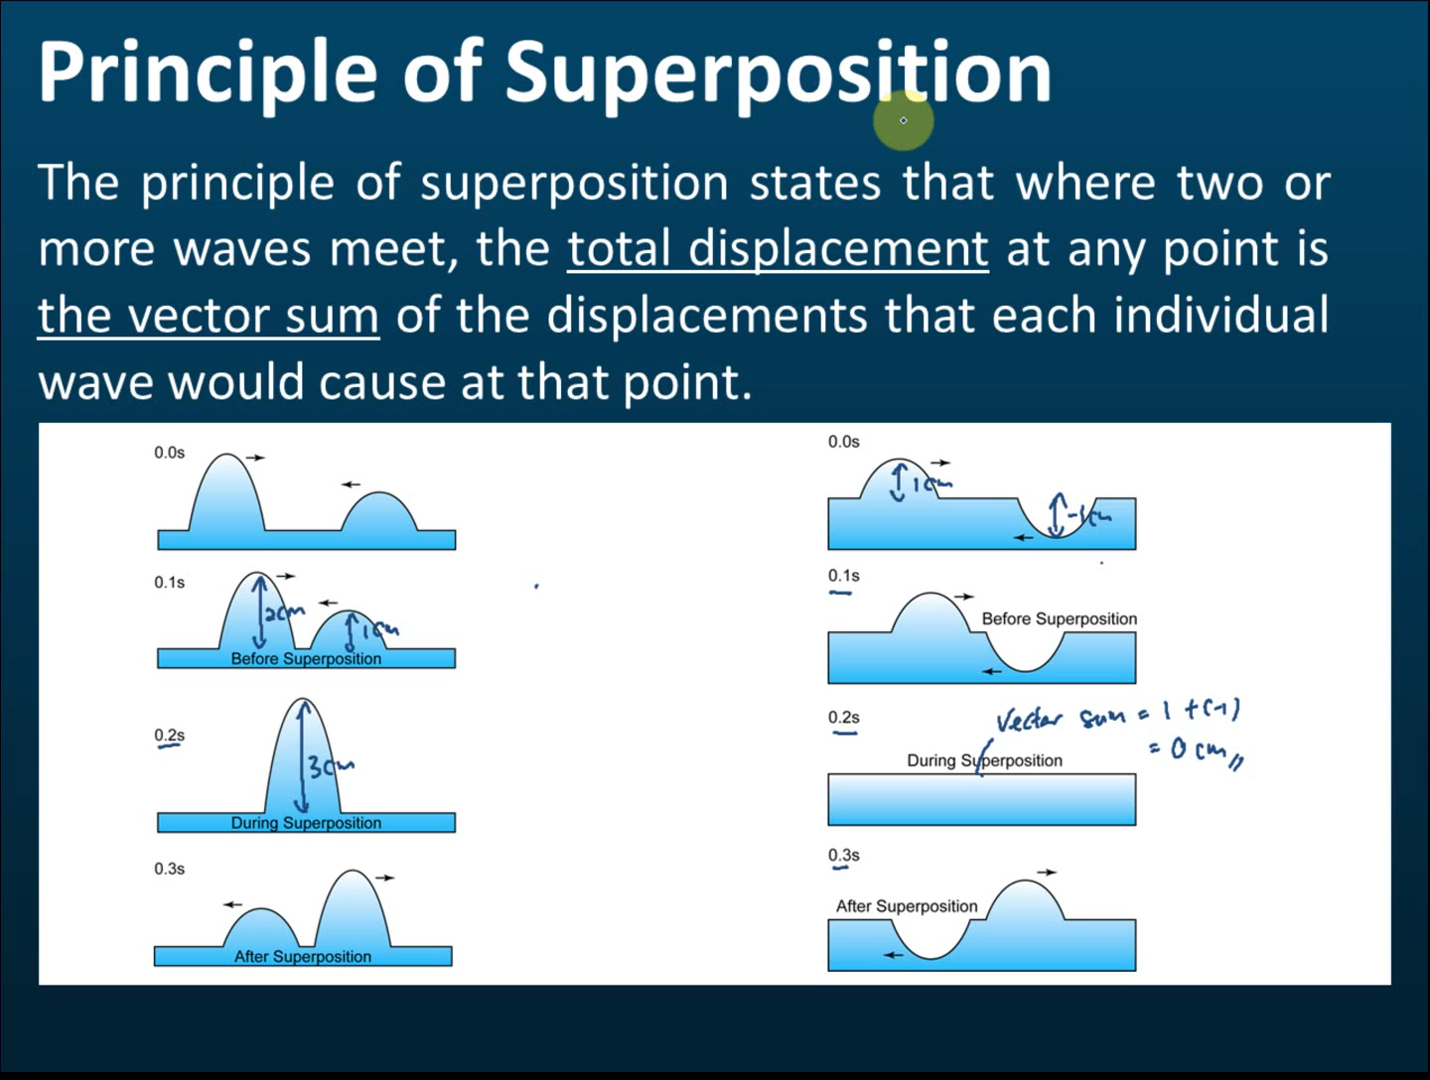 Principle of Superposition
The principle of superposition states that where two or
more waves meet, the total displacement at any point is
the vector sum of the displacements that each individual
wave would cause at that point.
0.0s
0.1s
2cm
1cm
Before Superposition
0.2s
3cm
During Superposition
0.3s
After Superposition
0.0s
1cm
-1cm
0.1s
Before Superposition
0.2s
Vector sum = 1 + (-1)
= 0 cm
During Superposition
0.3s
After Superposition